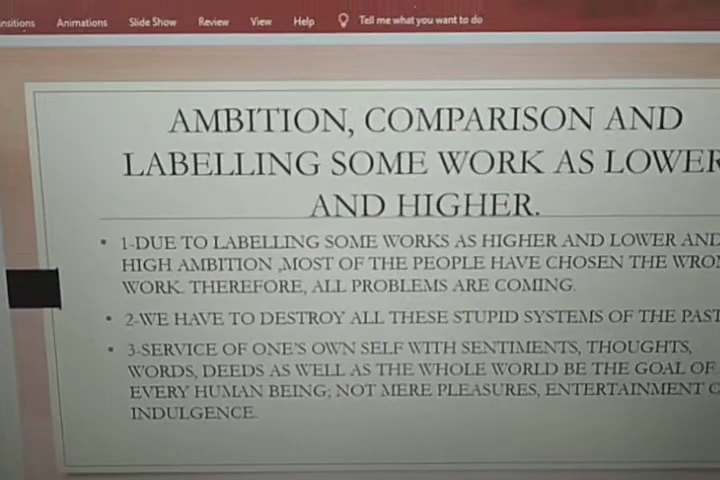 Animations Slide Show Review View Help Tell me what you want to do
AMBITION, COMPARISON AND
LABELLING SOME WORK AS LOWER
AND HIGHER.
• 1-DUE TO LABELLING SOME WORKS AS HIGHER AND LOWER AND
HIGH AMBITION ,MOST OF THE PEOPLE HAVE CHOSEN THE
WORK. THEREFORE, ALL PROBLEMS ARE COMING.
• 2-WE HAVE TO DESTROY ALL THESE STUPID SYSTEMS OF THE
• 3-SERVICE OF ONE'S OWN SELF WITH SENTIMENTS, THOUGHTS,
WORDS, DEEDS AS WELL AS THE WHOLE WORLD BE THE GOAL OF
EVERY HUMAN BEING; NOT MERE PLEASURES, ENTERTAINMENT
INDULGENCE.